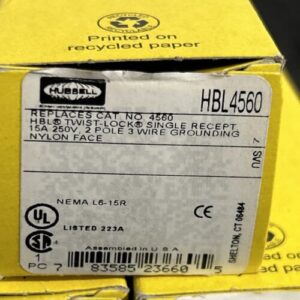 Printed on
recycled paper
HUBBELL
HBL4560
REPLACES CAT. NO. 4560
HBL® TWIST-LOCK® SINGLE RECEPT
15A 250V, 2 POLE 3 WIRE GROUNDING
NYLON FACE
UL
NEMA L6-15R
CE
LISTED 223A
SA
SHELTON, CT 06484
Assembled in U.S.A
1
PC 7
83585 23660 5